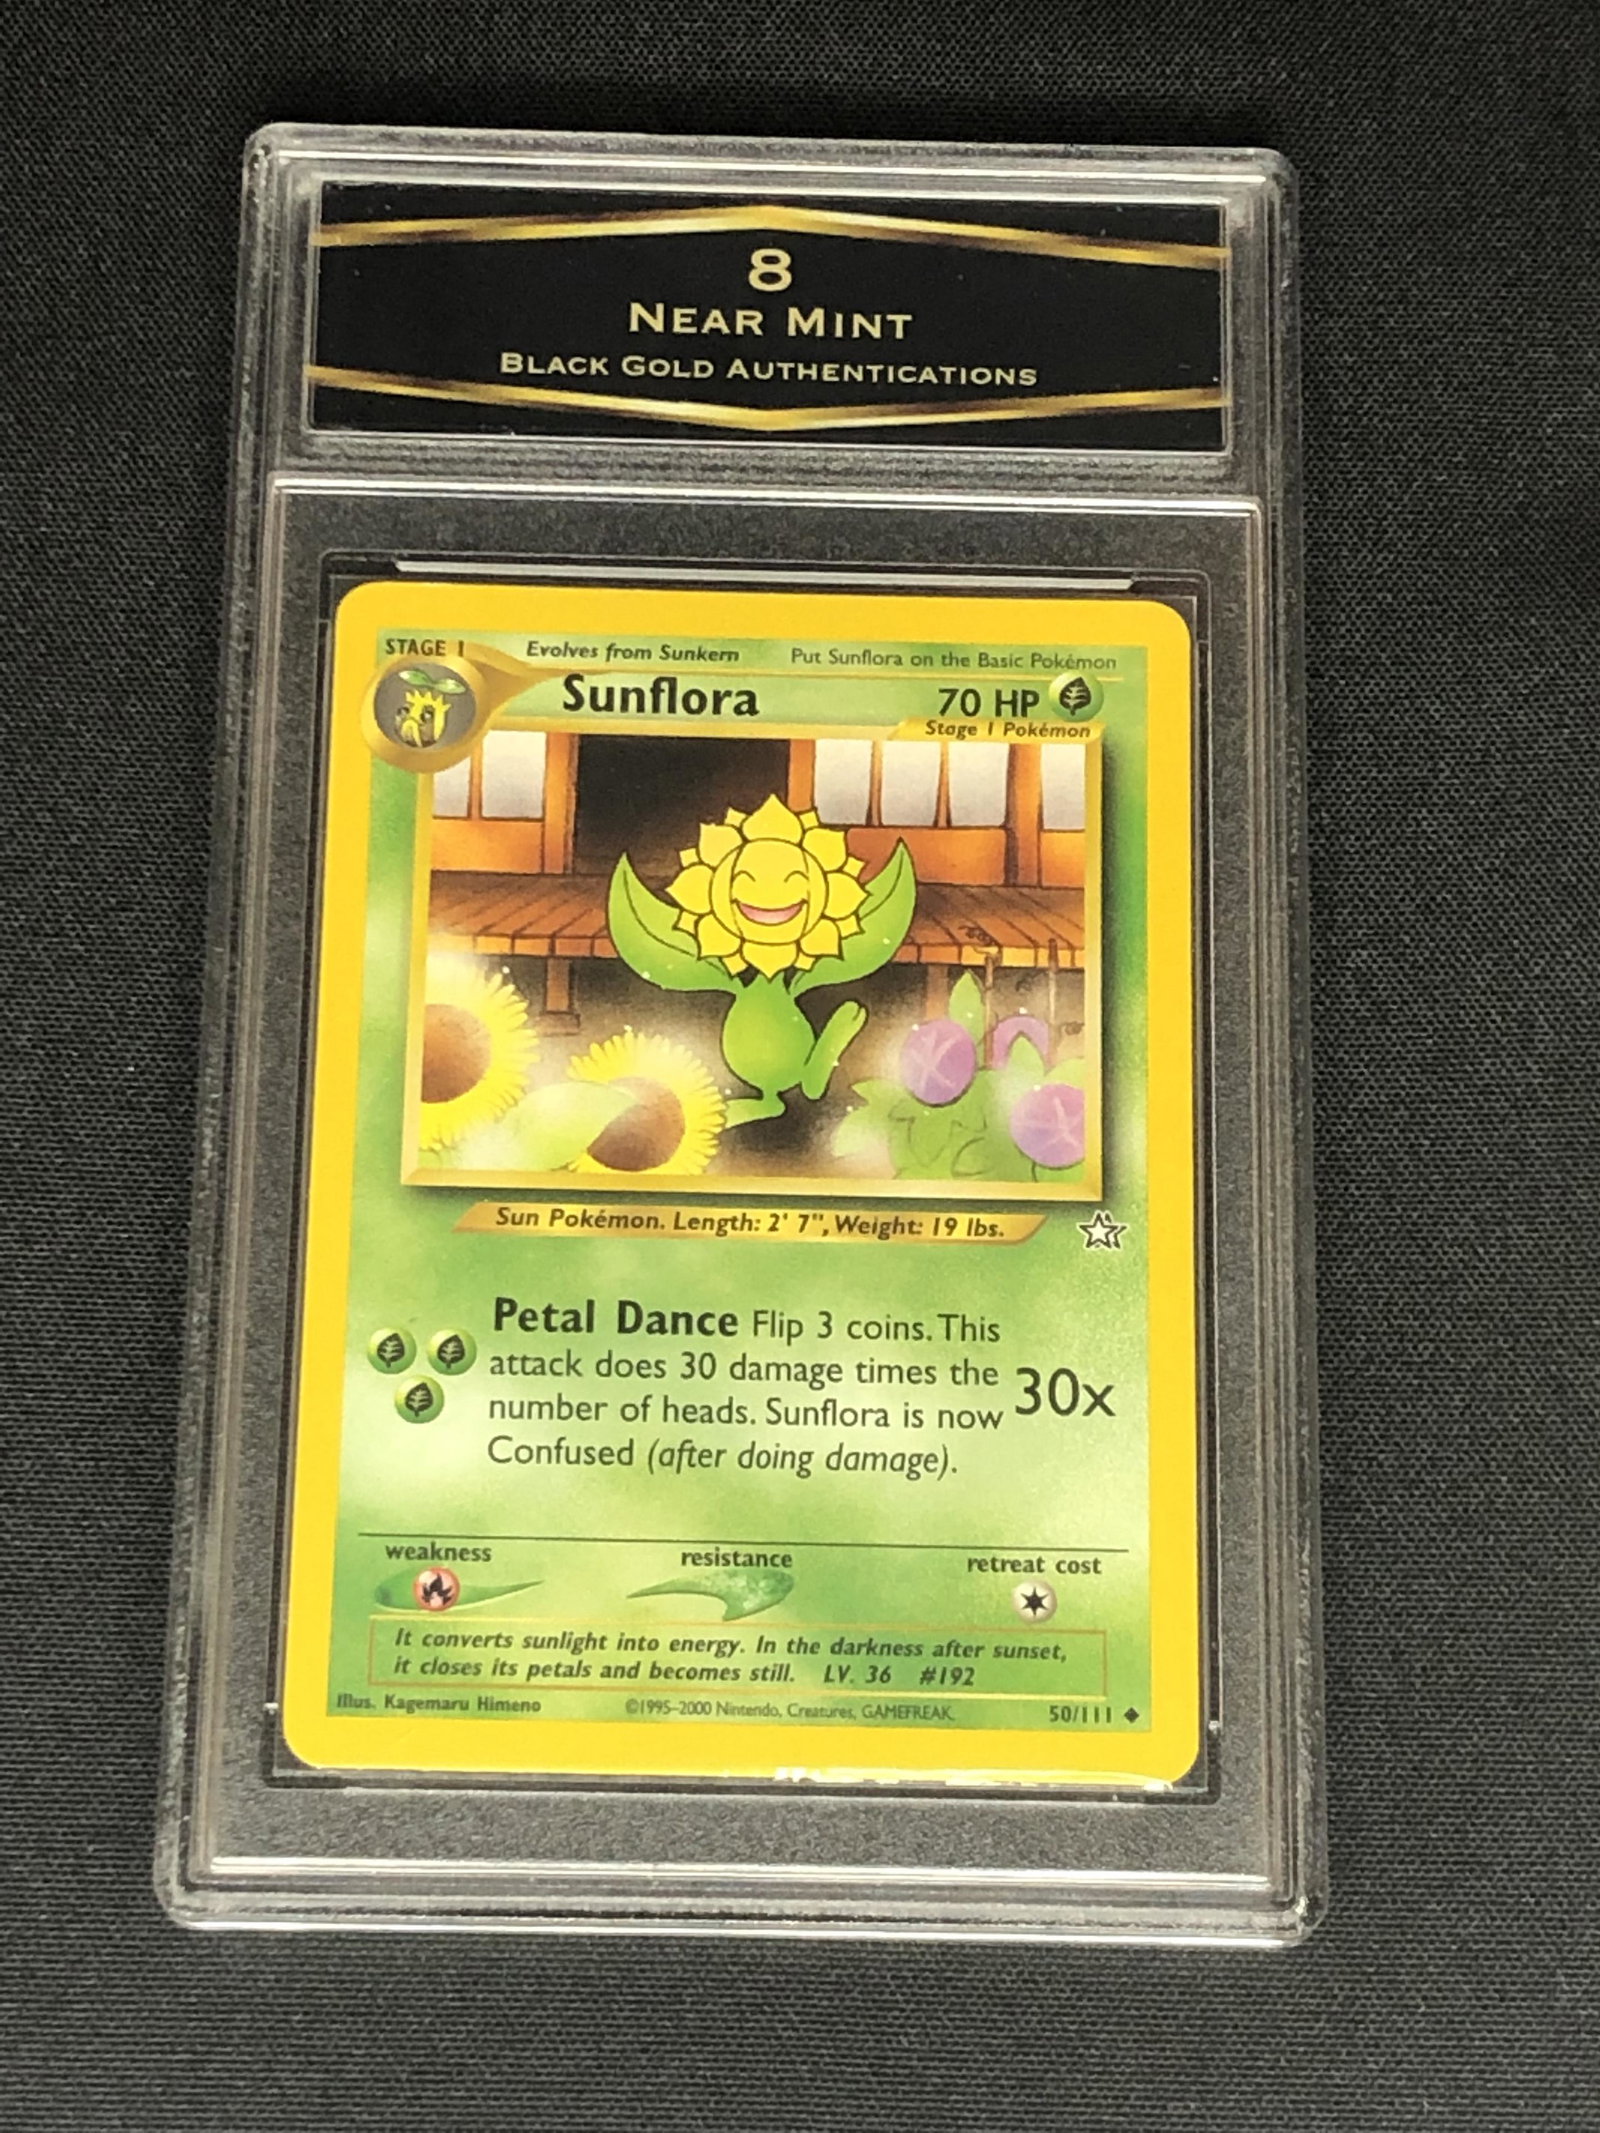 8
NEAR MINT
BLACK GOLD AUTHENTICATIONS
STAGE 1
Evolves from Sunkern
Put Sunflora on the Basic Pokémon
Sunflora
70 HP
Stage 1 Pokémon
Sun Pokémon. Length: 2' 7", Weight: 19 lbs.
Petal Dance Flip 3 coins. This
attack does 30 damage times the
number of heads. Sunflora is now
Confused (after doing damage).
30x
weakness
resistance
retreat cost
It converts sunlight into energy. In the darkness after sunset,
it closes its petals and becomes still. LV. 36 #192
Illus. Kagemaru Himeno
©1995–2000 Nintendo, Creatures, GAMEFREAK.
50/111 ◆